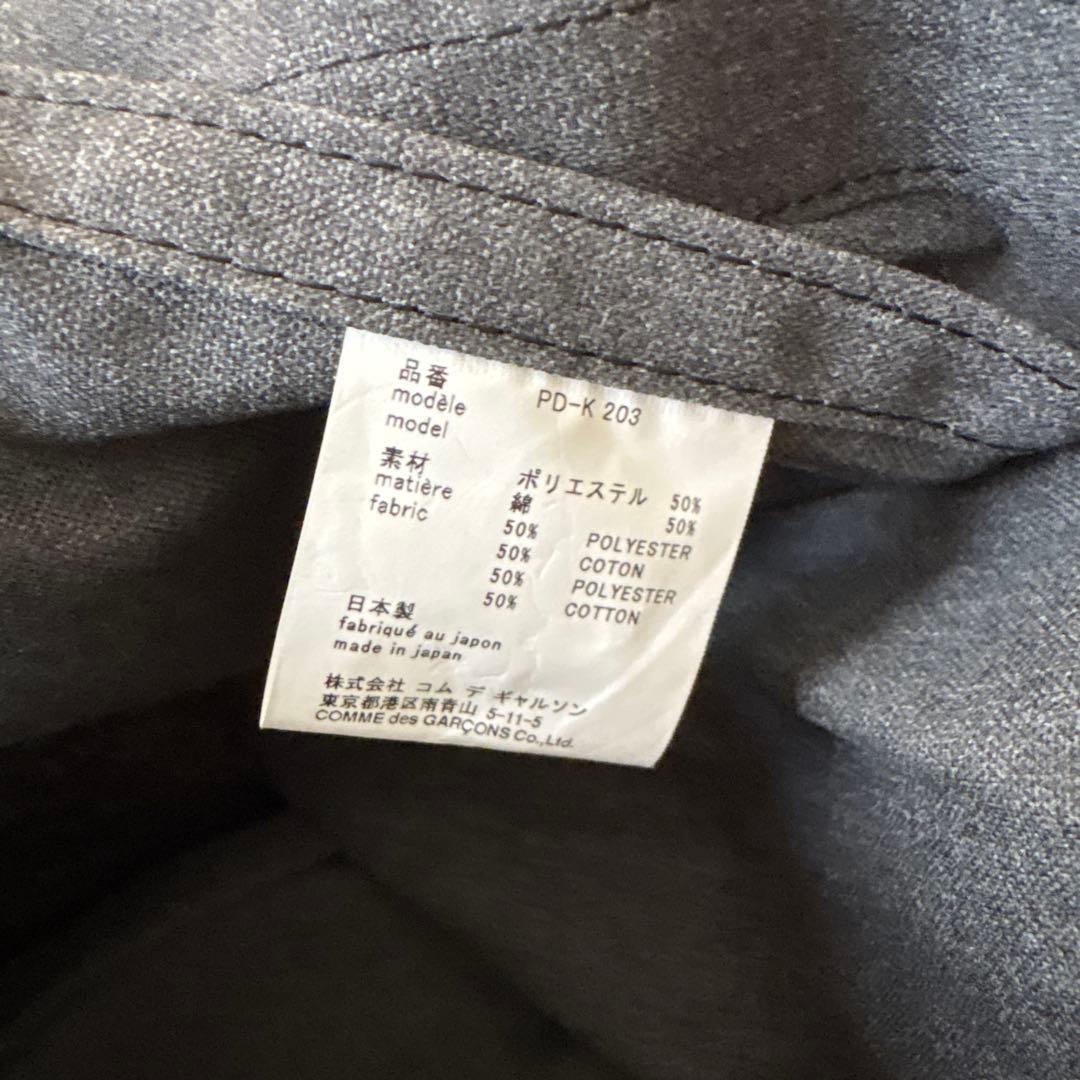 品番
modèle PD-K 203
model
素材 ポリエステル 50%
matière 綿 50%
fabric 50% POLYESTER
50% COTON
50% POLYESTER
50% COTTON
日本製
fabriqué au japon
made in japan
株式会社 コム デ ギャルソン
東京都港区南青山 5-11-5
COMME des GARÇONS Co.,Ltd.